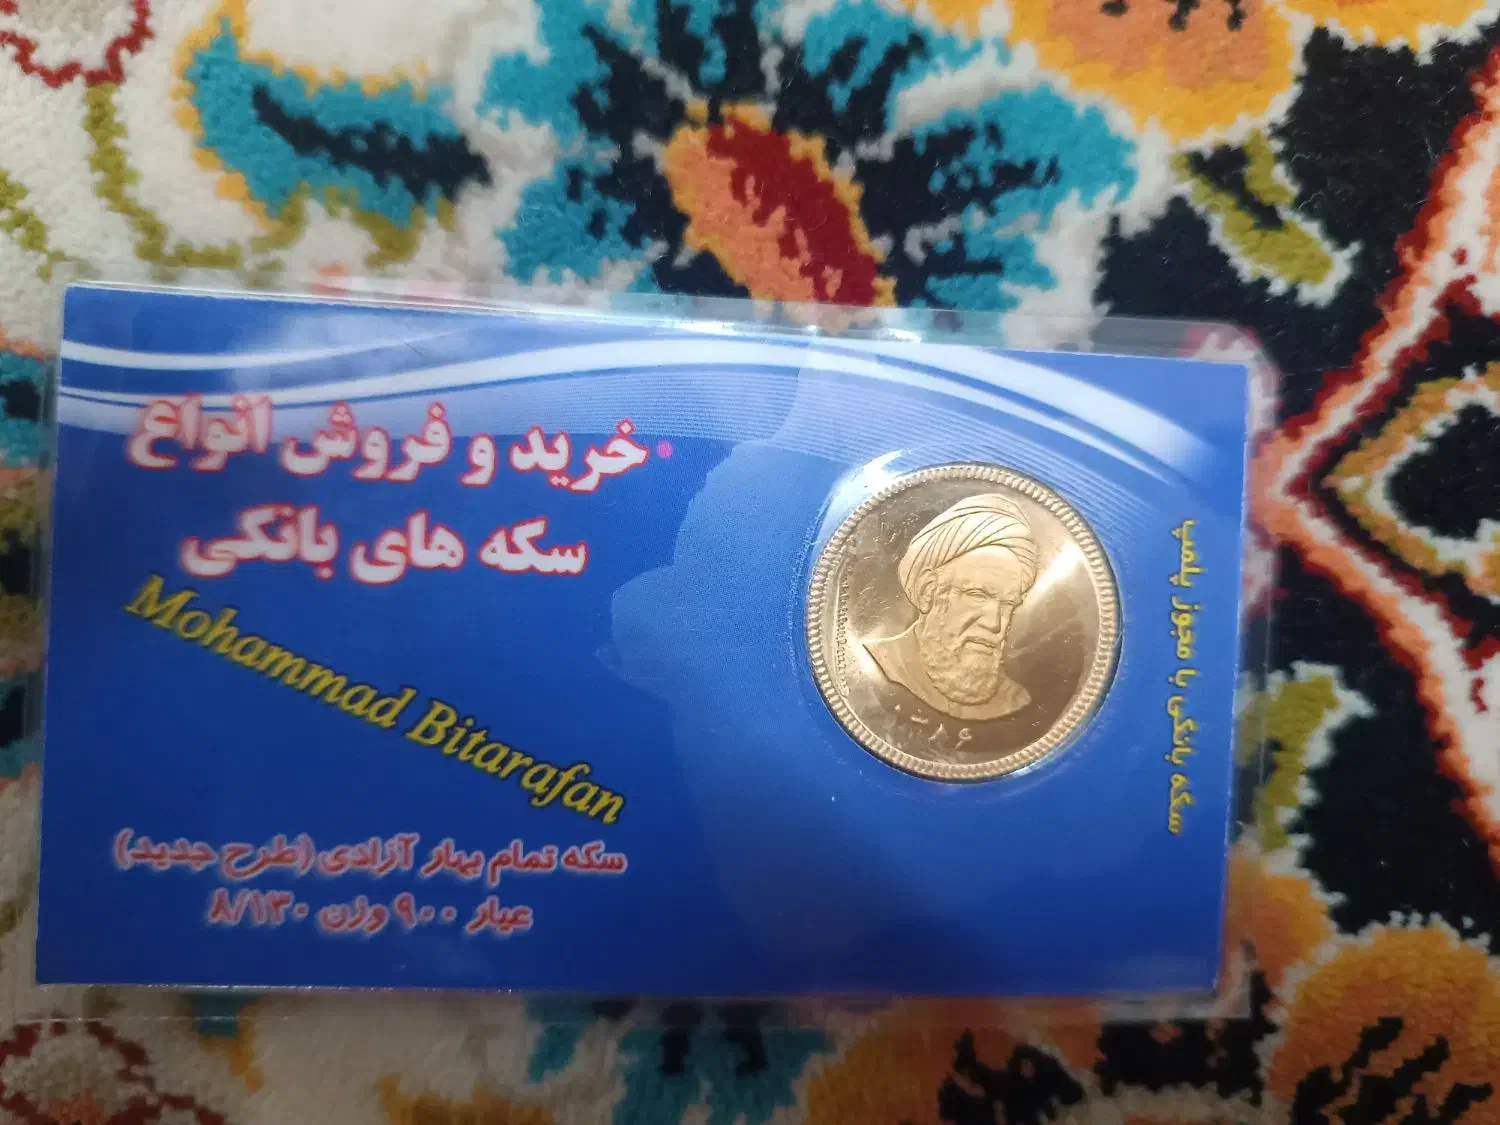 خرید و فروش انواع
سکه های بانکی
Mohammad Bitarafan
سکه تمام بهار آزادی (طرح جدید)
عیار ۹۰۰ وزن ۸/۱۳۰
۱۳۸۶
سکه بانکی با مجوز پلمپ